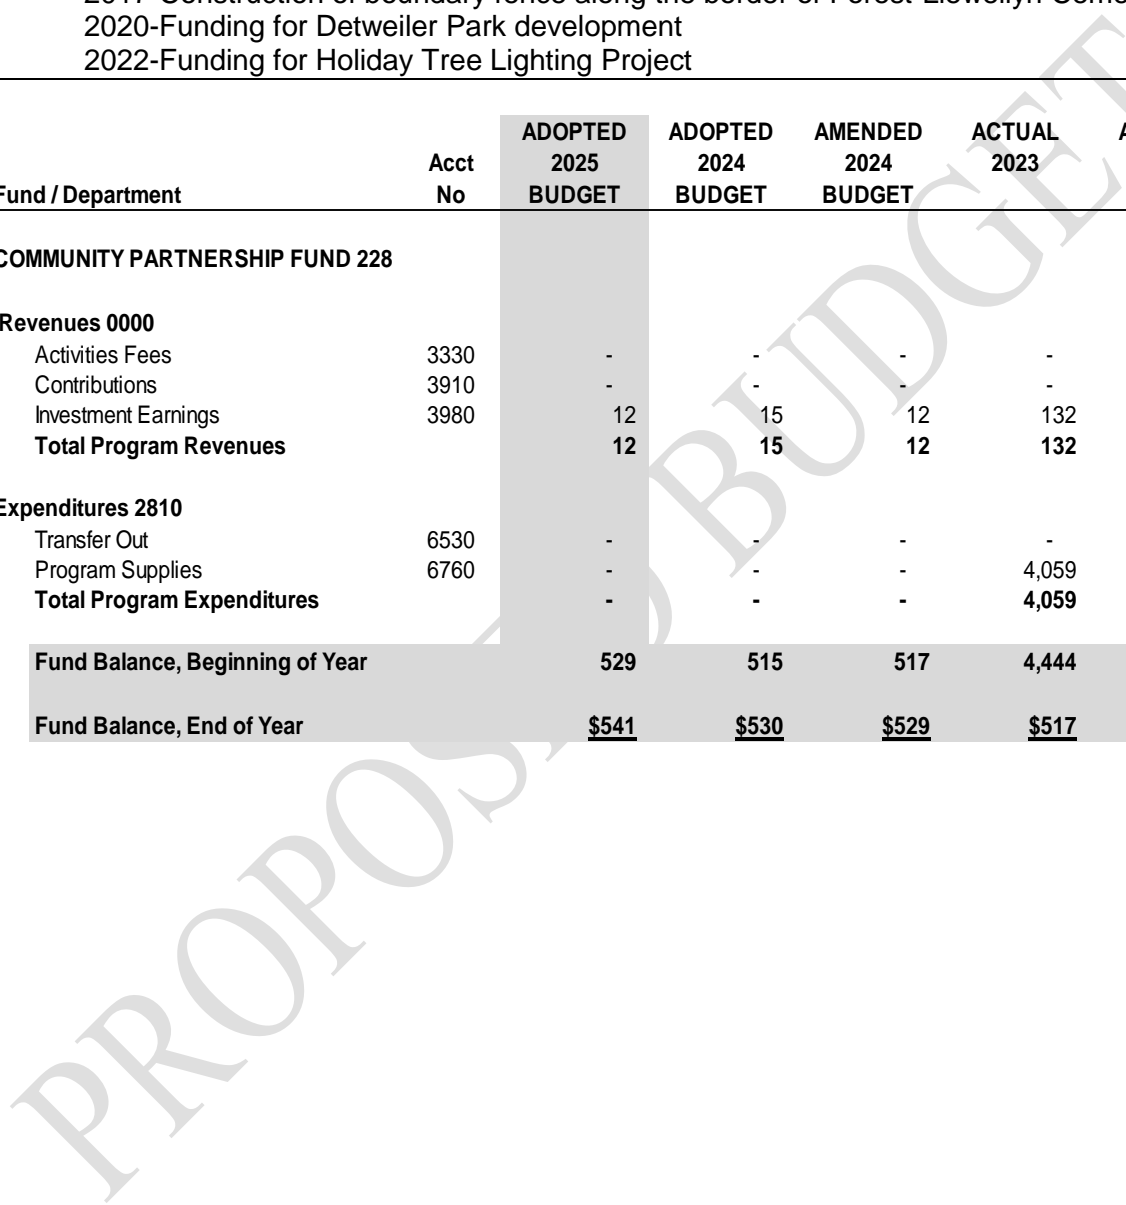 2020-Funding for Detweiler Park development
2022-Funding for Holiday Tree Lighting Project
ADOPTED ADOPTED AMENDED ACTUAL
Acct 2025 2024 2024 2023
Fund / Department No BUDGET BUDGET BUDGET
COMMUNITY PARTNERSHIP FUND 228
Revenues 0000
Activities Fees 3330 - - - -
Contributions 3910 - - - -
Investment Earnings 3980 12 15 12 132
Total Program Revenues 12 15 12 132
Expenditures 2810
Transfer Out 6530 - - - -
Program Supplies 6760 - - - 4,059
Total Program Expenditures - - - 4,059
Fund Balance, Beginning of Year 529 515 517 4,444
Fund Balance, End of Year $541 $530 $529 $517
PROPOSED BUDGET